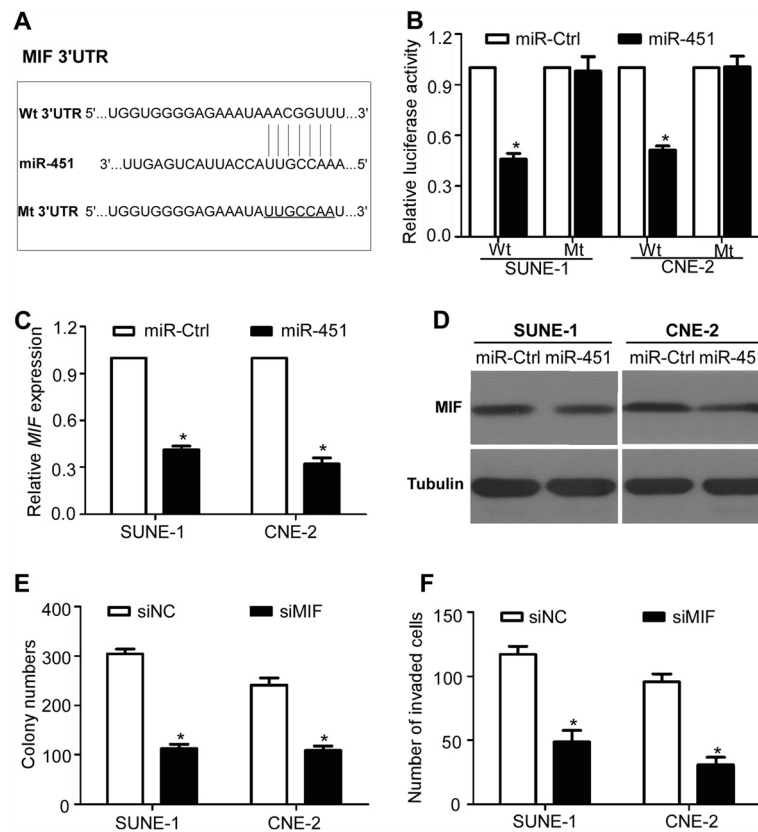 A
MIF 3'UTR
Wt 3'UTR 5'...UGGUGGGGAGAAAUAAACGGUUU...3'
miR-451 3'...UUGAGUCAUUACCAUUGCCAAA...5'
Mt 3'UTR 5'...UGGUGGGGAGAAAUAUUGCCAAU...3'
B
miR-Ctrl miR-451
Relative luciferase activity
1.2
0.9
0.6
0.3
0.0
* *
Wt Mt Wt Mt
SUNE-1 CNE-2
C
miR-Ctrl miR-451
Relative MIF expression
1.2
0.9
0.6
0.3
0.0
* *
SUNE-1 CNE-2
D
SUNE-1 CNE-2
miR-Ctrl miR-451 miR-Ctrl miR-451
MIF
Tubulin
E
siNC siMIF
Colony numbers
400
300
200
100
0
* *
SUNE-1 CNE-2
F
siNC siMIF
Number of invaded cells
150
100
50
0
* *
SUNE-1 CNE-2